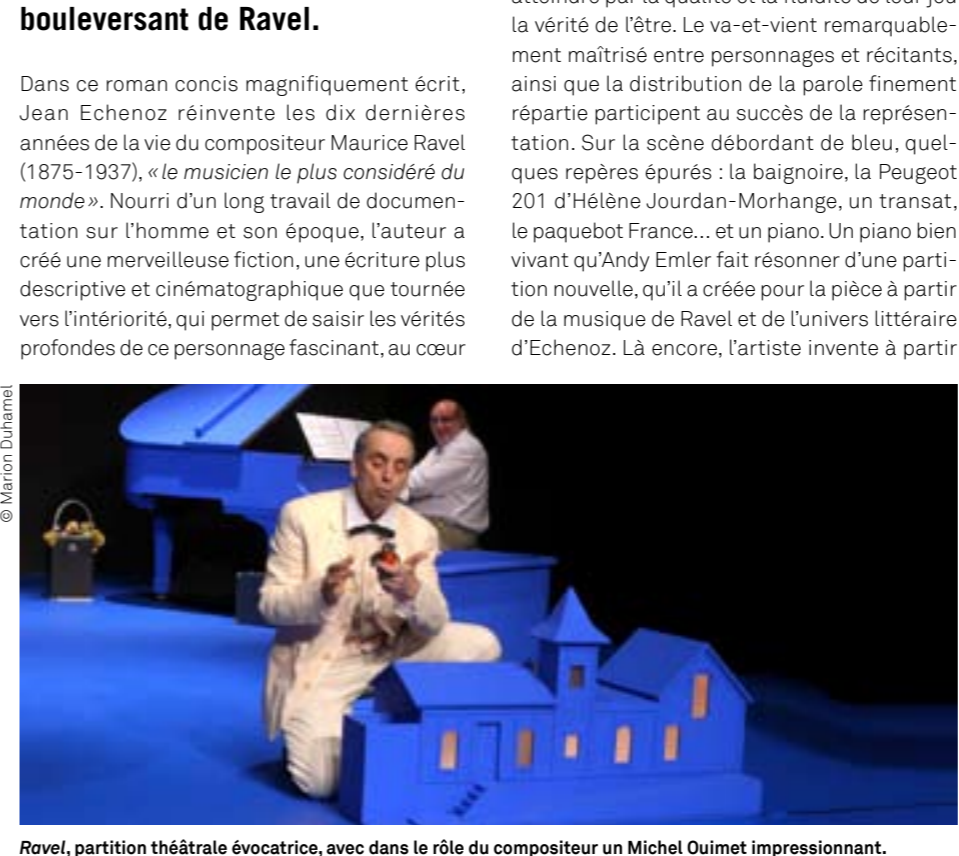 bouleversant de Ravel.
Dans ce roman concis magnifiquement écrit,
Jean Echenoz réinvente les dix dernières
années de la vie du compositeur Maurice Ravel
(1875-1937), « le musicien le plus considéré du
monde ». Nourri d’un long travail de documen-
tation sur l’homme et son époque, l’auteur a
créé une merveilleuse fiction, une écriture plus
descriptive et cinématographique que tournée
vers l’intériorité, qui permet de saisir les vérités
profondes de ce personnage fascinant, au cœur
la vérité de l’être. Le va-et-vient remarquable-
ment maîtrisé entre personnages et récitants,
ainsi que la distribution de la parole finement
répartie participent au succès de la représen-
tation. Sur la scène débordant de bleu, quel-
ques repères épurés : la baignoire, la Peugeot
201 d’Hélène Jourdan-Morhange, un transat,
le paquebot France… et un piano. Un piano bien
vivant qu’Andy Emler fait résonner d’une parti-
tion nouvelle, qu’il a créée pour la pièce à partir
de la musique de Ravel et de l’univers littéraire
d’Echenoz. Là encore, l’artiste invente à partir
© Marion Duhamel
Ravel, partition théâtrale évocatrice, avec dans le rôle du compositeur un Michel Ouimet impressionnant.